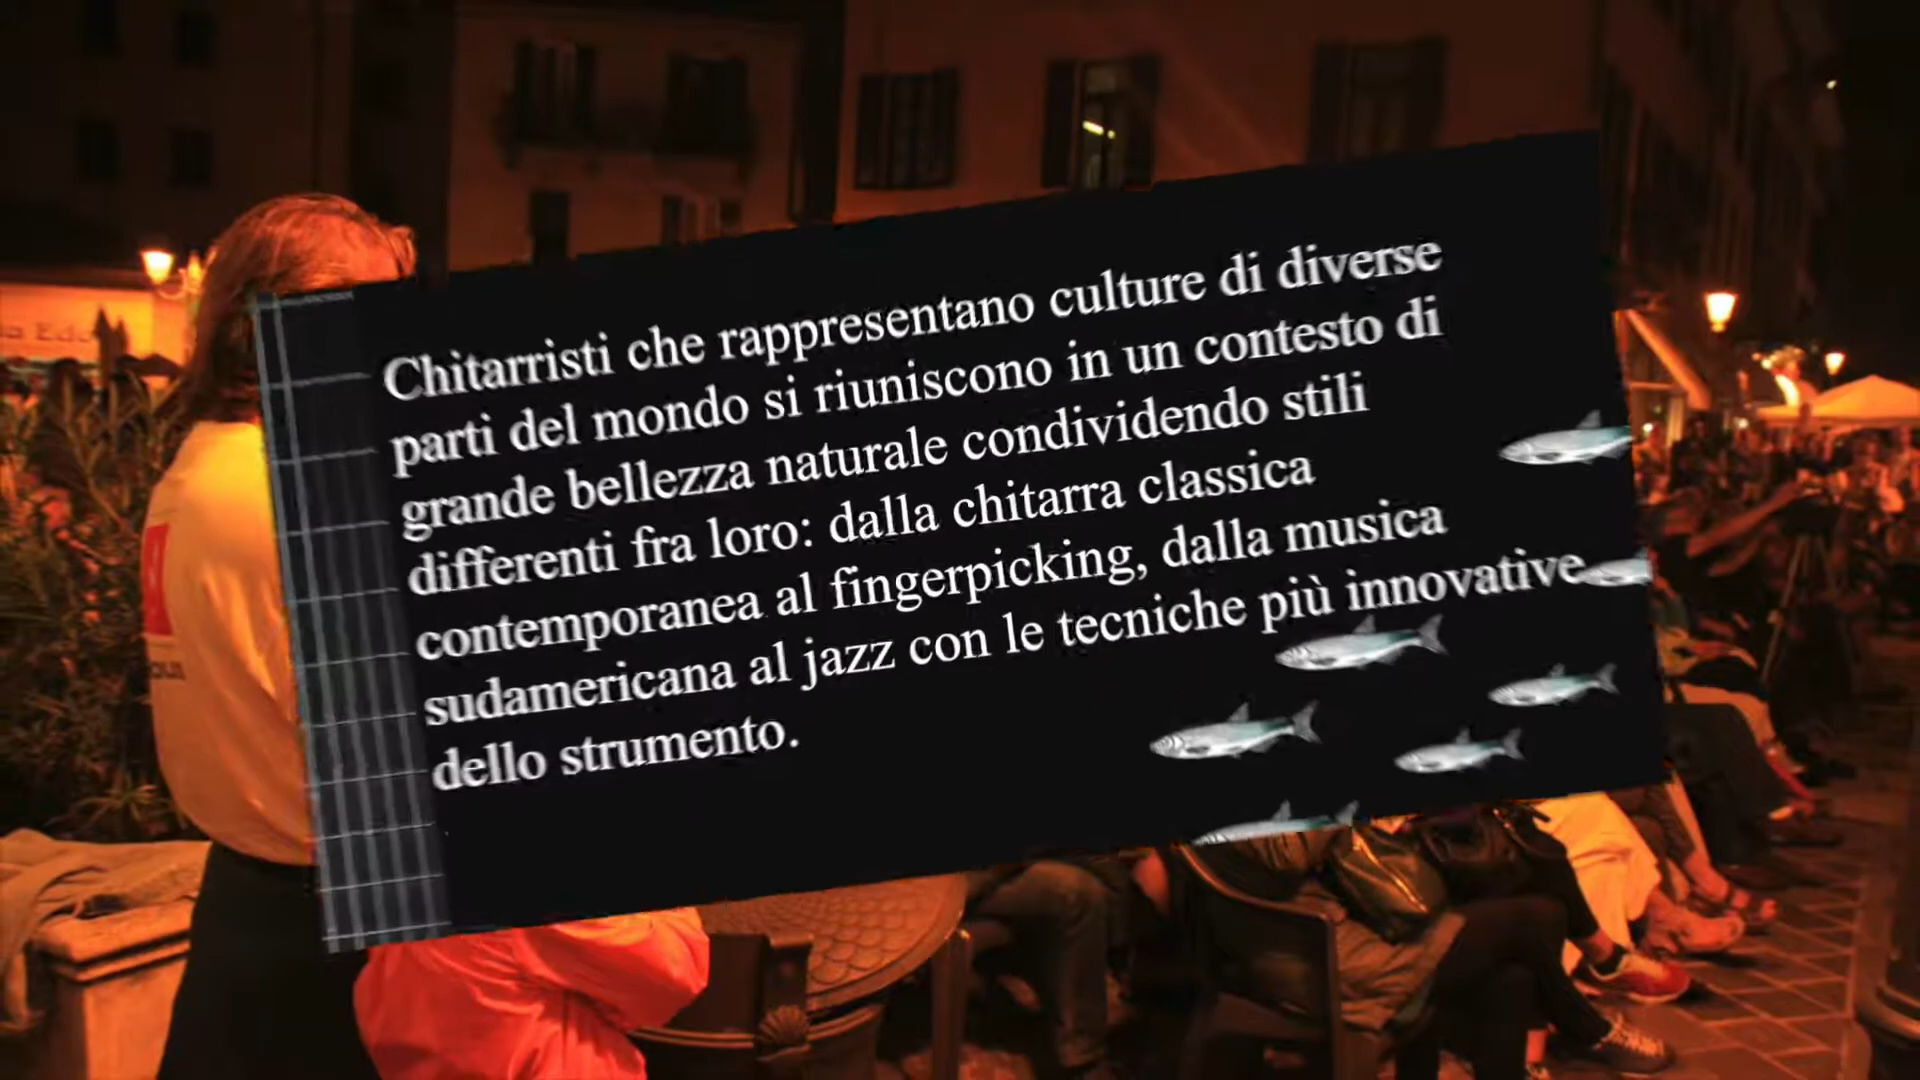 Chitarristi che rappresentano culture di diverse
parti del mondo si riuniscono in un contesto di
grande bellezza naturale condividendo stili
differenti fra loro: dalla chitarra classica
contemporanea al fingerpicking, dalla musica
sudamericana al jazz con le tecniche più innovative
dello strumento.